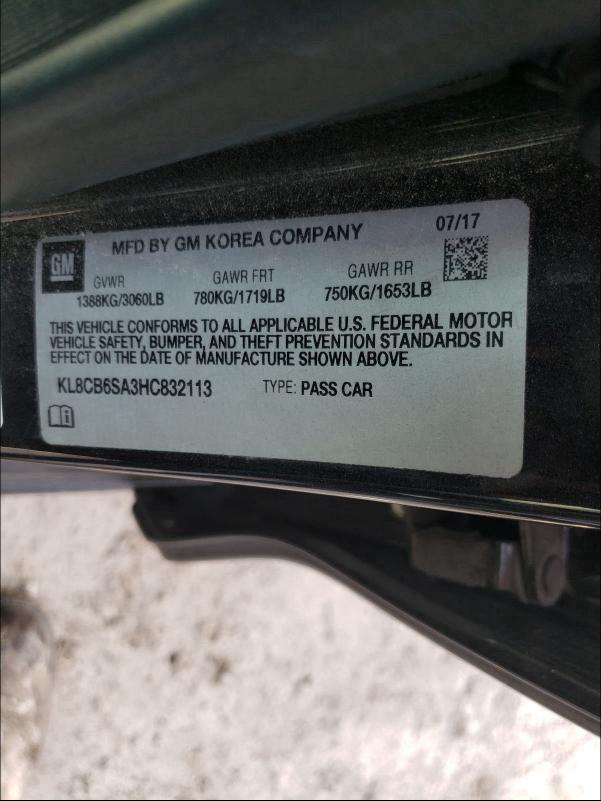 GM
MFD BY GM KOREA COMPANY
07/17
GVWR GAWR FRT GAWR RR
1388KG/3060LB 780KG/1719LB 750KG/1653LB
THIS VEHICLE CONFORMS TO ALL APPLICABLE U.S. FEDERAL MOTOR
VEHICLE SAFETY, BUMPER, AND THEFT PREVENTION STANDARDS IN
EFFECT ON THE DATE OF MANUFACTURE SHOWN ABOVE.
KL8CB6SA3HC832113 TYPE: PASS CAR